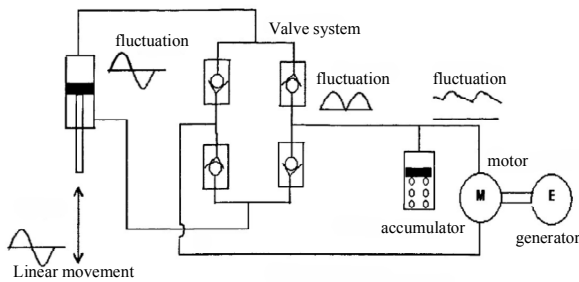 Valve system
fluctuation
fluctuation
fluctuation
motor
M
E
accumulator
generator
Linear movement